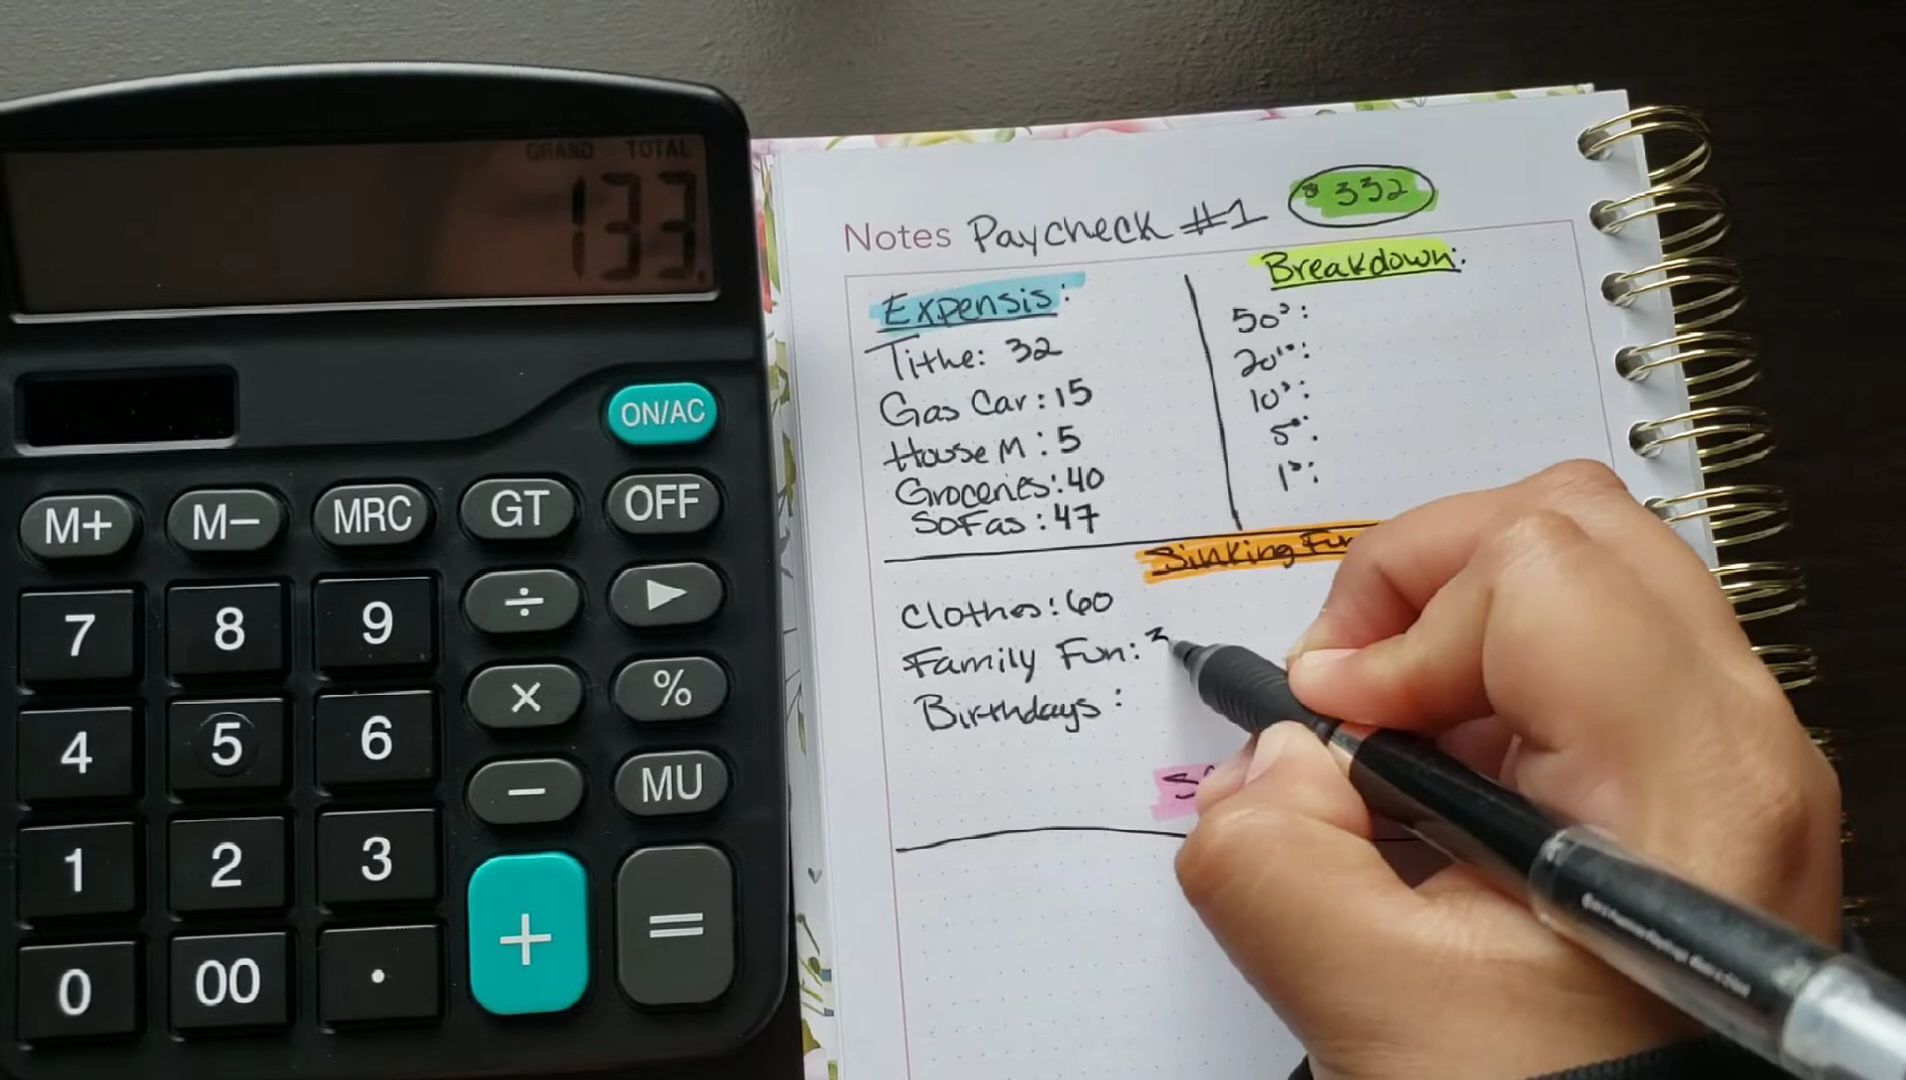 GRAND TOTAL
133.
ON/AC
M+ M− MRC GT OFF
7 8 9 ÷ ▶
4 5 6 × %
1 2 3 − MU
0 00 . + =
Notes Paycheck #1 $332
Expensis:
Tithe: 32
Gas Car: 15
House M: 5
Groceries: 40
Sofas: 47
Breakdown:
50's:
20's:
10's:
5's:
1's:
Sinking
Clothes: 60
Family Fun: 3
Birthdays: